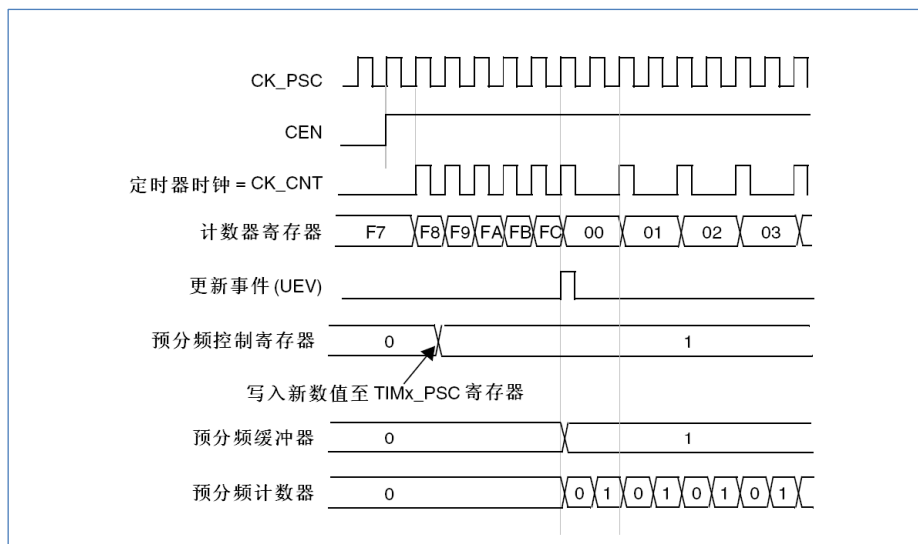 CK_PSC
CEN
定时器时钟 = CK_CNT
计数器寄存器 F7 F8 F9 FA FB FC 00 01 02 03
更新事件(UEV)
预分频控制寄存器 0 1
写入新数值至 TIMx_PSC 寄存器
预分频缓冲器 0 1
预分频计数器 0 0 1 0 1 0 1 0 1